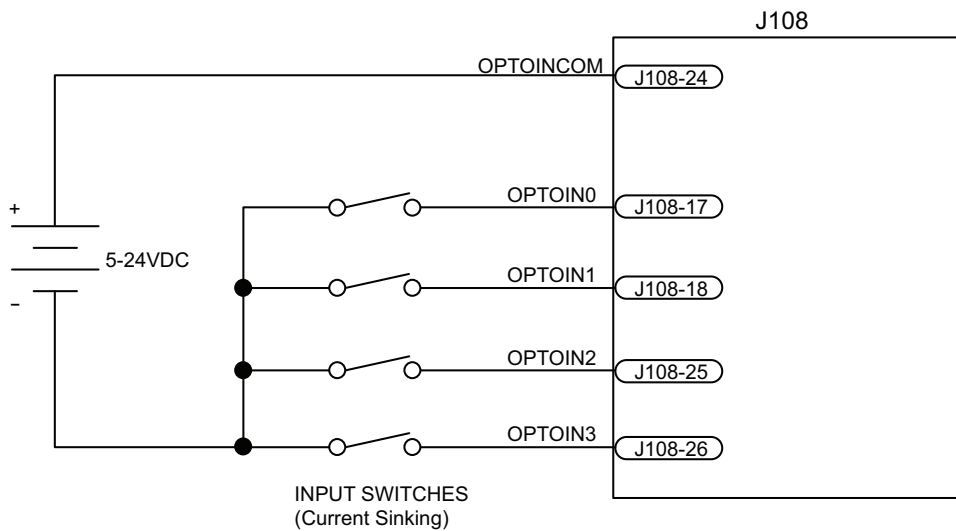 J108
OPTOINCOM
J108-24
+
OPTOIN0
J108-17
5-24VDC
OPTOIN1
J108-18
–
OPTOIN2
J108-25
OPTOIN3
J108-26
INPUT SWITCHES
(Current Sinking)